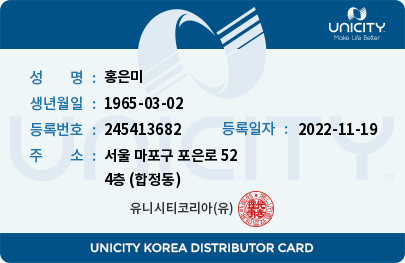 UNICITY
Make Life Better
성 명 : 홍은미
생년월일 : 1965-03-02
등록번호 : 245413682 등록일자 : 2022-11-19
주 소 : 서울 마포구 포은로 52
4층 (합정동)
UNICITY
TM
유니시티코리아(유)
UNICITY KOREA DISTRIBUTOR CARD